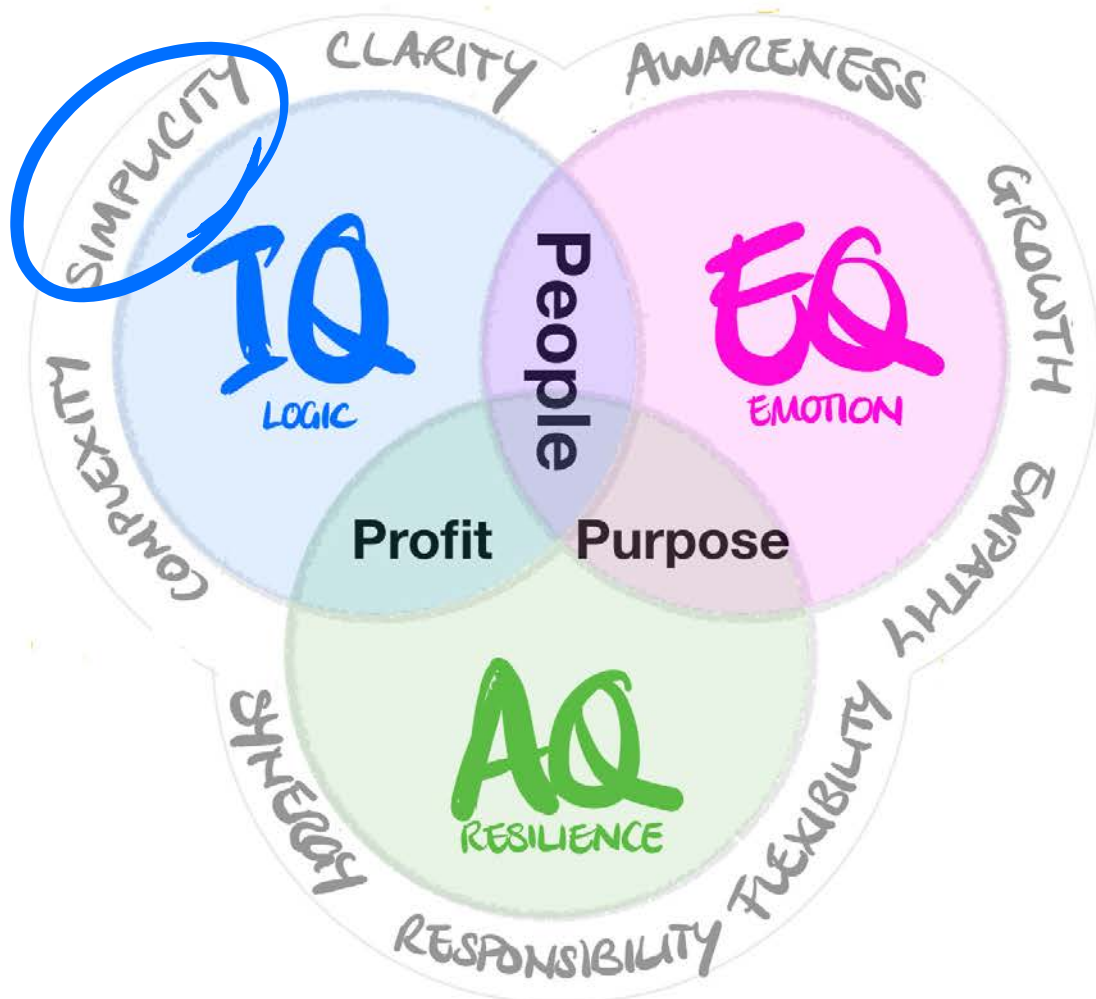 CLARITY
AWARENESS
SIMPLICITY
GROWTH
IQ
LOGIC
People
EQ
EMOTION
COMPLEXITY
EMPATHY
Profit
Purpose
AQ
RESILIENCE
SYNERGY
FLEXIBILITY
RESPONSIBILITY